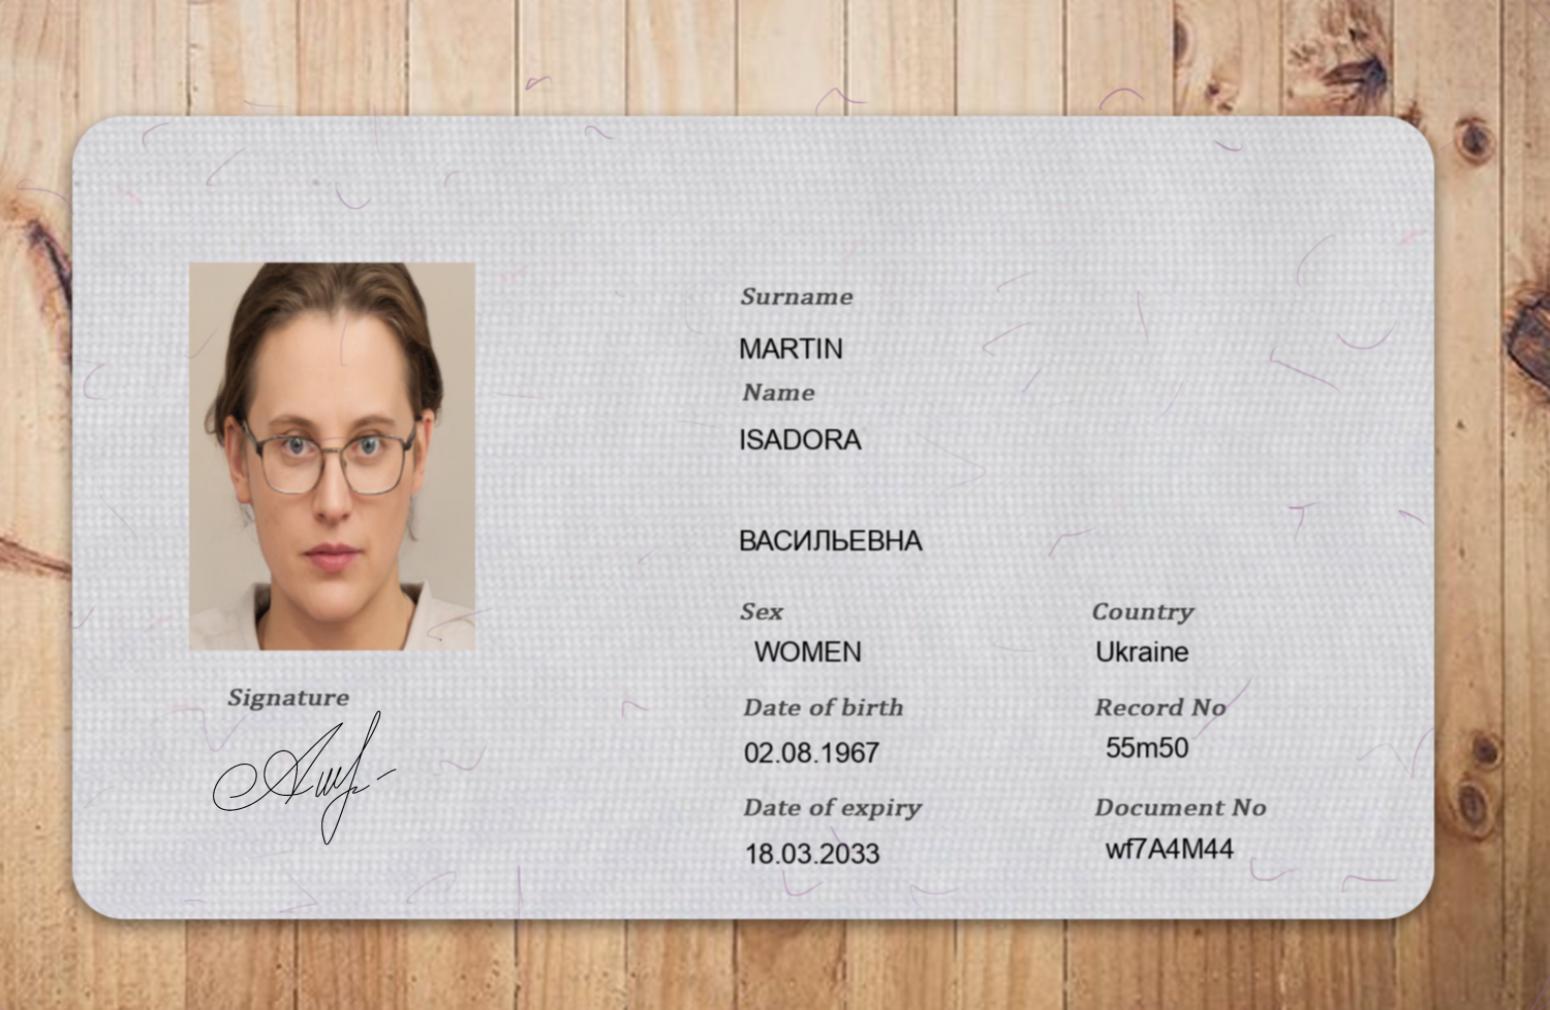 Surname
MARTIN
Name
ISADORA
ВАСИЛЬЕВНА
Sex
WOMEN
Country
Ukraine
Signature
Date of birth
02.08.1967
Record No
55m50
Date of expiry
18.03.2033
Document No
wf7A4M44